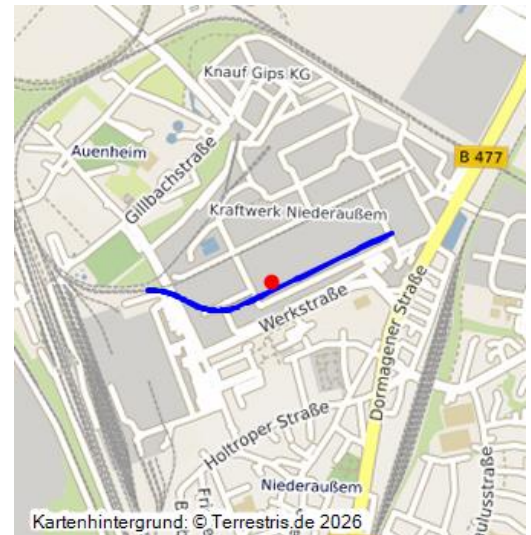 Knauf Gips KG
Auenheim
B 477
Gillbachstraße
Kraftwerk Niederaußem
Werkstraße
Dormagener Straße
Holtroper Straße
Niederaußem
Kartenhintergrund: © Terrestris.de 2026